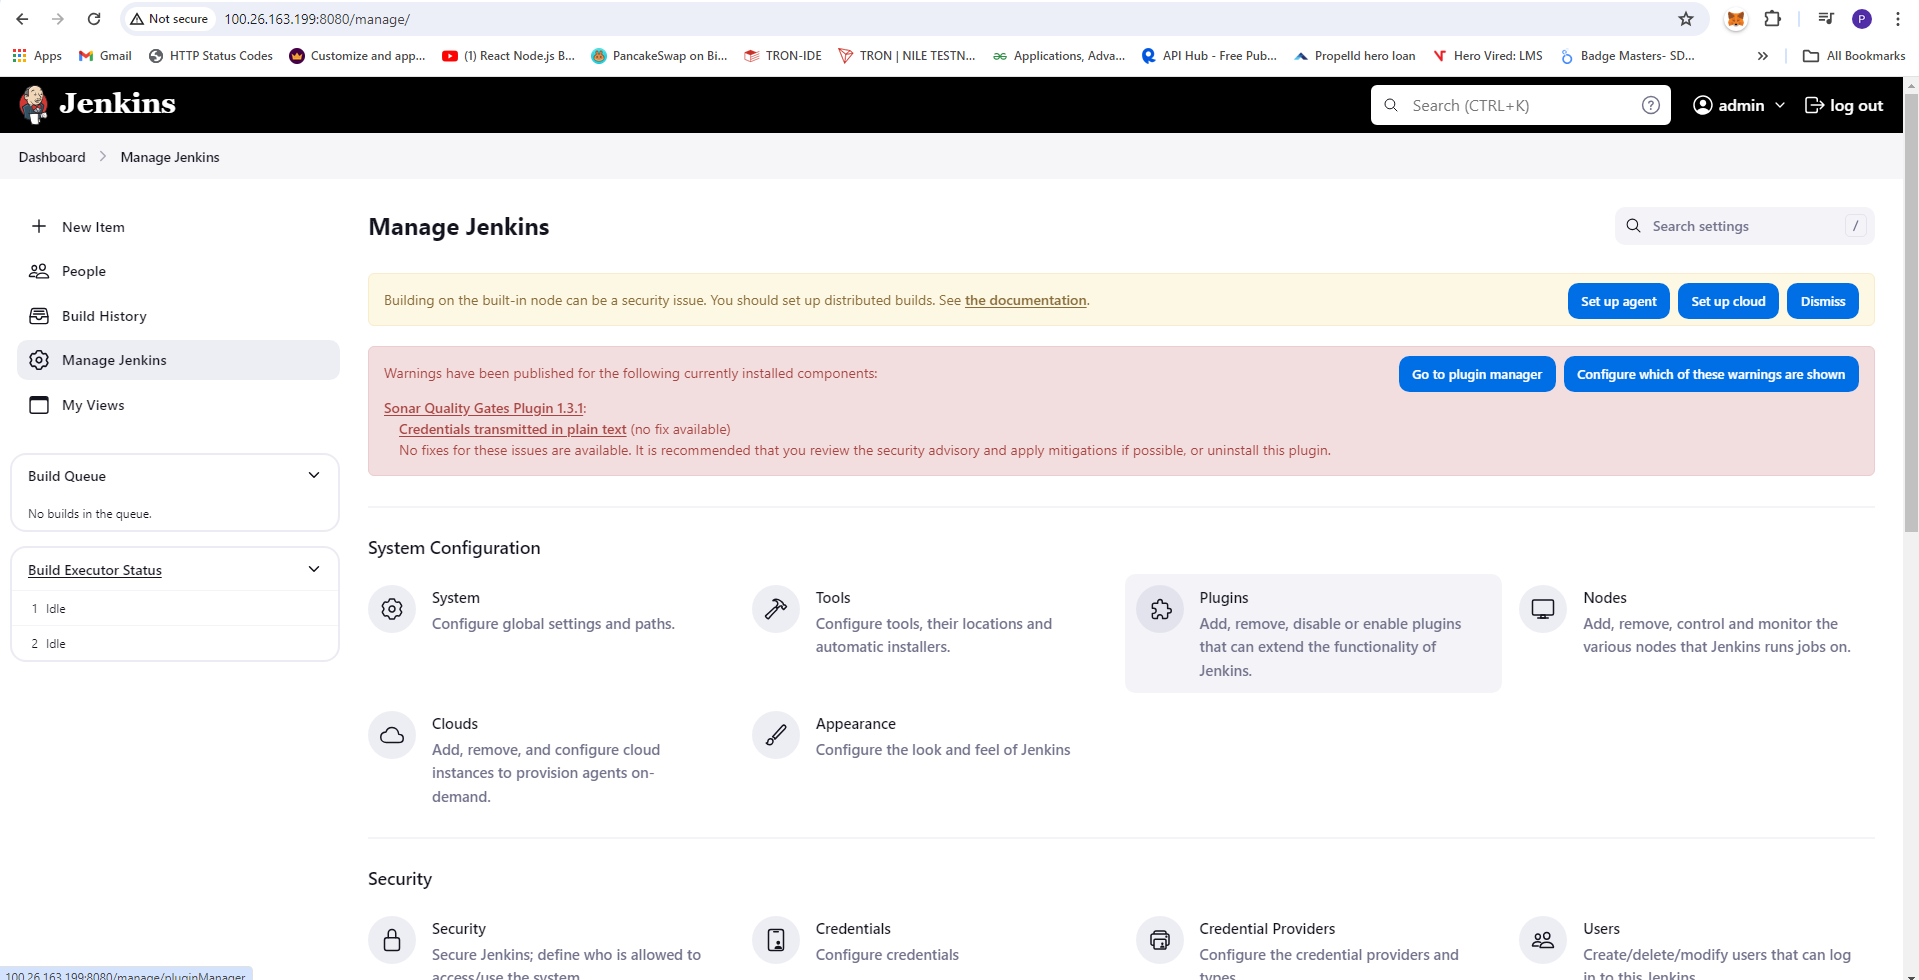 Not secure 100.26.163.199:8080/manage/ P
Apps Gmail HTTP Status Codes Customize and app... (1) React Node.js B... PancakeSwap on Bi... TRON-IDE TRON | NILE TESTN... Applications, Adva... API Hub - Free Pub... Propelld hero loan Hero Vired: LMS Badge Masters- SD... » All Bookmarks
Jenkins Search (CTRL+K) ? admin log out
Dashboard Manage Jenkins
New Item
People
Build History
Manage Jenkins
My Views
Build Queue
No builds in the queue.
Build Executor Status
1 Idle
2 Idle
Manage Jenkins Search settings /
Building on the built-in node can be a security issue. You should set up distributed builds. See the documentation. Set up agent Set up cloud Dismiss
Warnings have been published for the following currently installed components: Go to plugin manager Configure which of these warnings are shown
Sonar Quality Gates Plugin 1.3.1:
Credentials transmitted in plain text (no fix available)
No fixes for these issues are available. It is recommended that you review the security advisory and apply mitigations if possible, or uninstall this plugin.
System Configuration
System
Configure global settings and paths.
Tools
Configure tools, their locations and
automatic installers.
Plugins
Add, remove, disable or enable plugins
that can extend the functionality of
Jenkins.
Nodes
Add, remove, control and monitor the
various nodes that Jenkins runs jobs on.
Clouds
Add, remove, and configure cloud
instances to provision agents on-
demand.
Appearance
Configure the look and feel of Jenkins
Security
Security
Secure Jenkins; define who is allowed to
access/use the system.
Credentials
Configure credentials
Credential Providers
Configure the credential providers and
types
Users
Create/delete/modify users that can log
in to this Jenkins
100.26.163.199:8080/manage/pluginManager